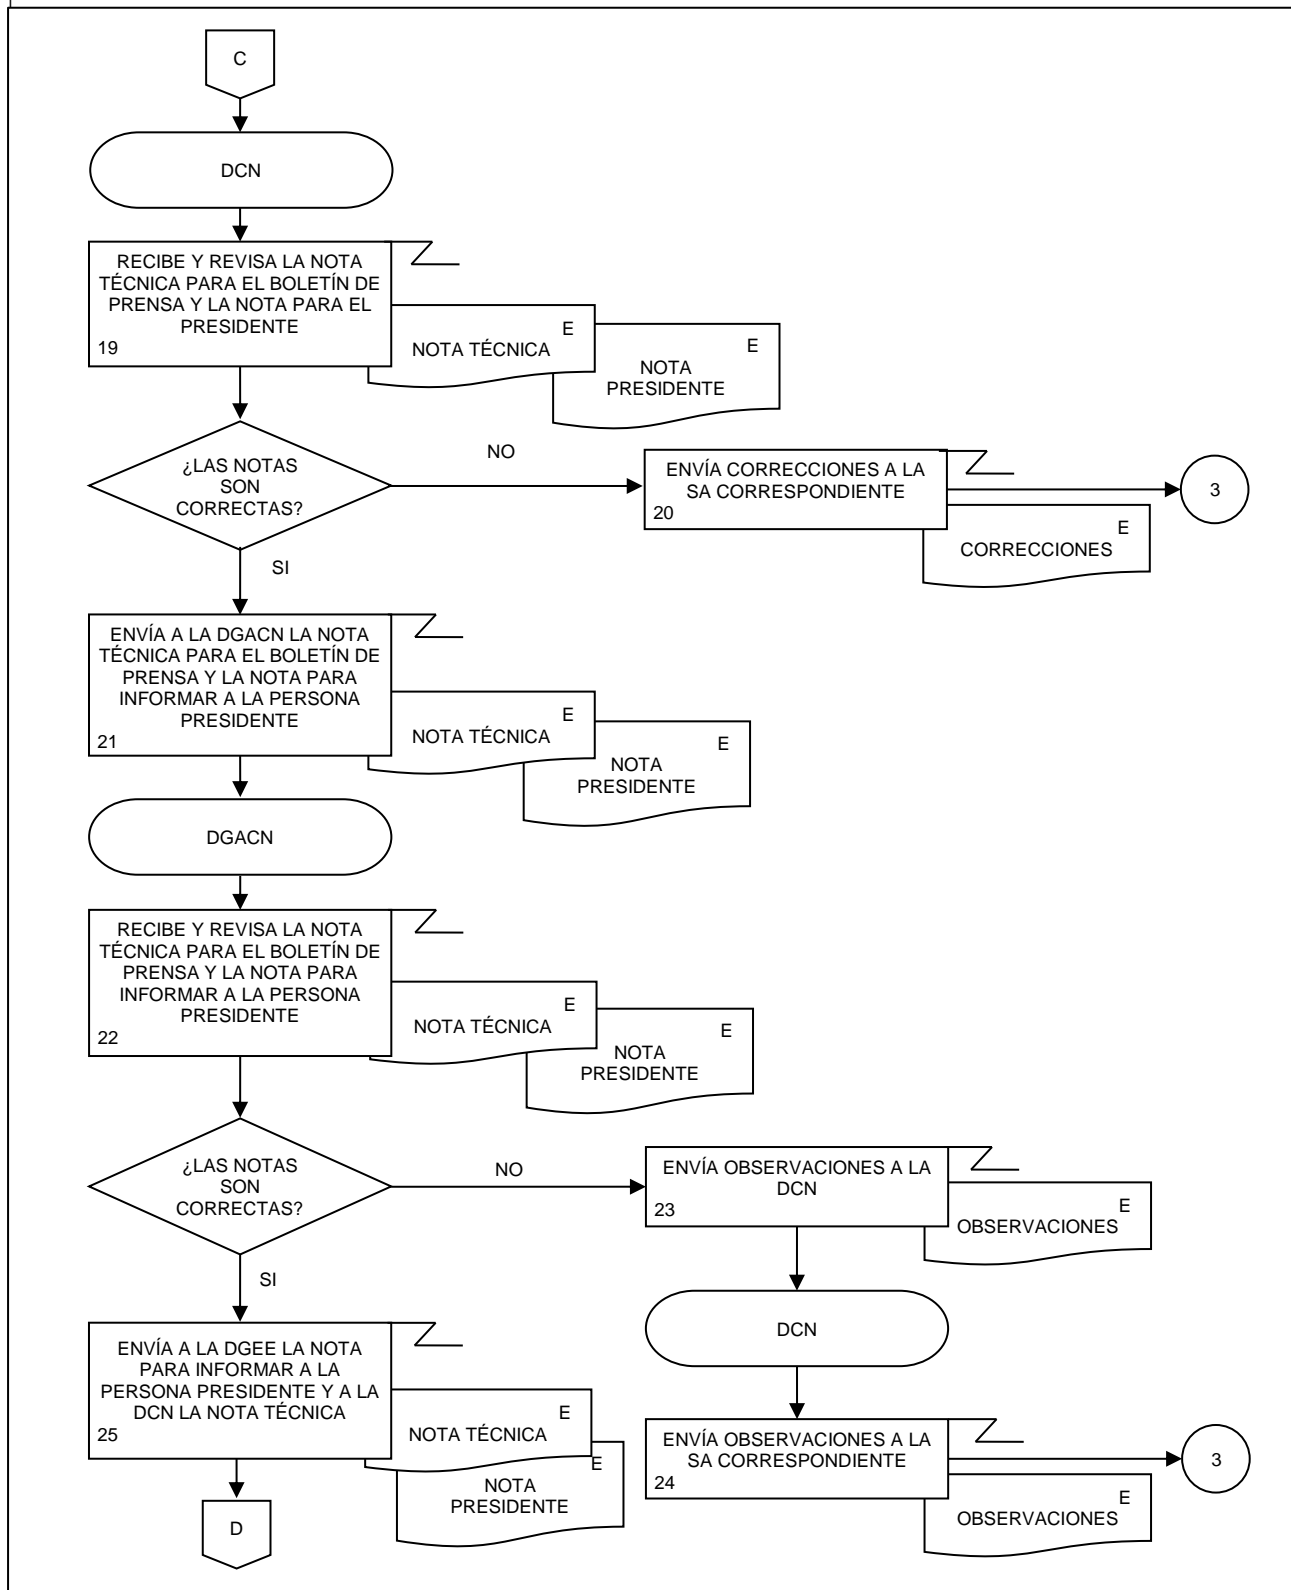 C
DCN
RECIBE Y REVISA LA NOTA
TÉCNICA PARA EL BOLETÍN DE
PRENSA Y LA NOTA PARA EL
PRESIDENTE
19
E
NOTA TÉCNICA
E
NOTA
PRESIDENTE
¿LAS NOTAS
SON
CORRECTAS?
NO
ENVÍA CORRECCIONES A LA
SA CORRESPONDIENTE
20
E
CORRECCIONES
3
SI
ENVÍA A LA DGACN LA NOTA
TÉCNICA PARA EL BOLETÍN DE
PRENSA Y LA NOTA PARA
INFORMAR A LA PERSONA
PRESIDENTE
21
E
NOTA TÉCNICA
E
NOTA
PRESIDENTE
DGACN
RECIBE Y REVISA LA NOTA
TÉCNICA PARA EL BOLETÍN DE
PRENSA Y LA NOTA PARA
INFORMAR A LA PERSONA
PRESIDENTE
22
E
NOTA TÉCNICA
E
NOTA
PRESIDENTE
¿LAS NOTAS
SON
CORRECTAS?
NO
ENVÍA OBSERVACIONES A LA
DCN
23
E
OBSERVACIONES
DCN
ENVÍA OBSERVACIONES A LA
SA CORRESPONDIENTE
24
E
OBSERVACIONES
3
SI
ENVÍA A LA DGEE LA NOTA
PARA INFORMAR A LA
PERSONA PRESIDENTE Y A LA
DCN LA NOTA TÉCNICA
25
E
NOTA TÉCNICA
E
NOTA
PRESIDENTE
D